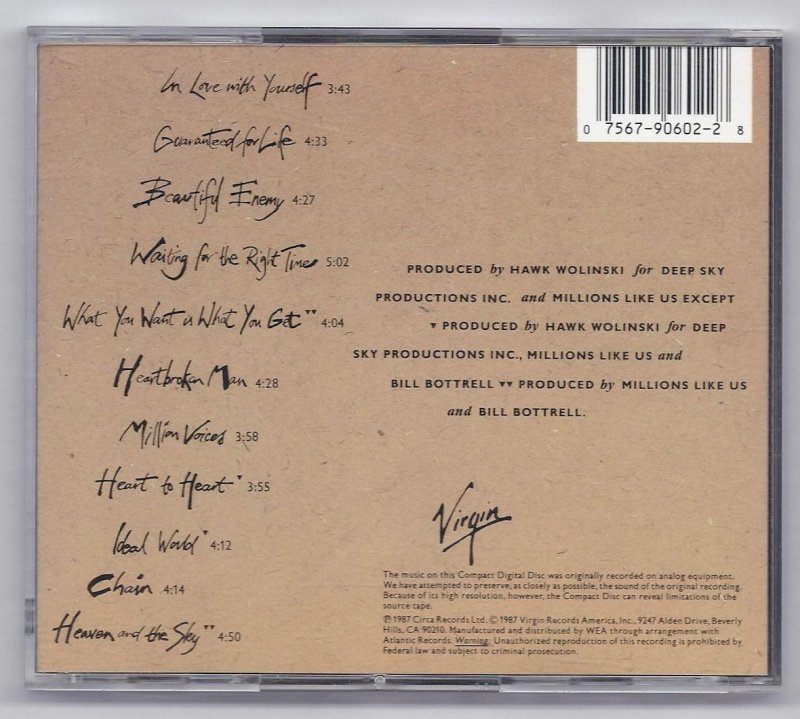 In Love with Yourself 3:43
Guaranteed for Life 4:33
Beautiful Enemy 4:27
Waiting for the Right Time 5:02
What You Want is What You Get ▾▾ 4:04
Heartbroken Man 4:28
Million Voices 3:58
Heart to Heart ▾ 3:55
Ideal World ▾ 4:12
Chain 4:14
Heaven and the Sky ▾▾ 4:50
0 7567-90602-2 8
PRODUCED by HAWK WOLINSKI for DEEP SKY
PRODUCTIONS INC. and MILLIONS LIKE US EXCEPT
▾ PRODUCED by HAWK WOLINSKI for DEEP
SKY PRODUCTIONS INC., MILLIONS LIKE US and
BILL BOTTRELL ▾▾ PRODUCED by MILLIONS LIKE US
and BILL BOTTRELL.
Virgin
The music on this Compact Digital Disc was originally recorded on analog equipment.
We have attempted to preserve, as closely as possible, the sound of the original recording.
Because of its high resolution, however, the Compact Disc can reveal limitations of the
source tape.
℗ 1987 Circa Records Ltd. © 1987 Virgin Records America, Inc., 9247 Alden Drive, Beverly
Hills, CA 90210. Manufactured and distributed by WEA through arrangement with
Atlantic Records. Warning: Unauthorized reproduction of this recording is prohibited by
Federal law and subject to criminal prosecution.